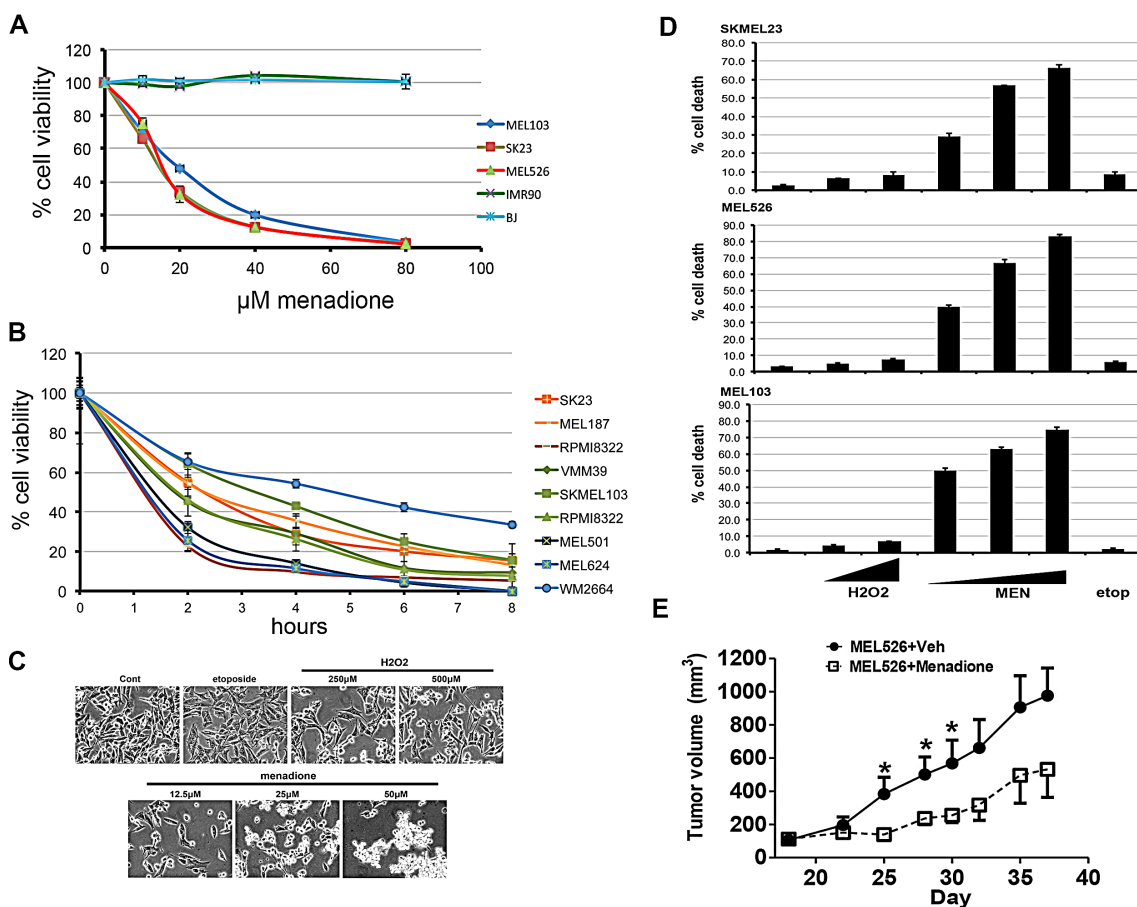 A
120
100
80
60
40
20
0
% cell viability
0 20 40 60 80 100
µM menadione
MEL103
SK23
MEL526
IMR90
BJ
B
120
100
80
60
40
20
0
% cell viability
0 1 2 3 4 5 6 7 8
hours
SK23
MEL187
RPMI8322
VMM39
SKMEL103
RPMI8322
MEL501
MEL624
WM2664
C
H2O2
Cont etoposide 250µM 500µM
menadione
12.5µM 25µM 50µM
D
SKMEL23
80.0
70.0
60.0
50.0
40.0
30.0
20.0
10.0
0.0
% cell death
MEL526
90.0
80.0
70.0
60.0
50.0
40.0
30.0
20.0
10.0
0.0
% cell death
MEL103
90.0
80.0
70.0
60.0
50.0
40.0
30.0
20.0
10.0
0.0
% cell death
H2O2 MEN etop
E
MEL526+Veh
MEL526+Menadione
1200
1000
800
600
400
200
0
Tumor volume (mm³)
* * *
20 25 30 35 40
Day